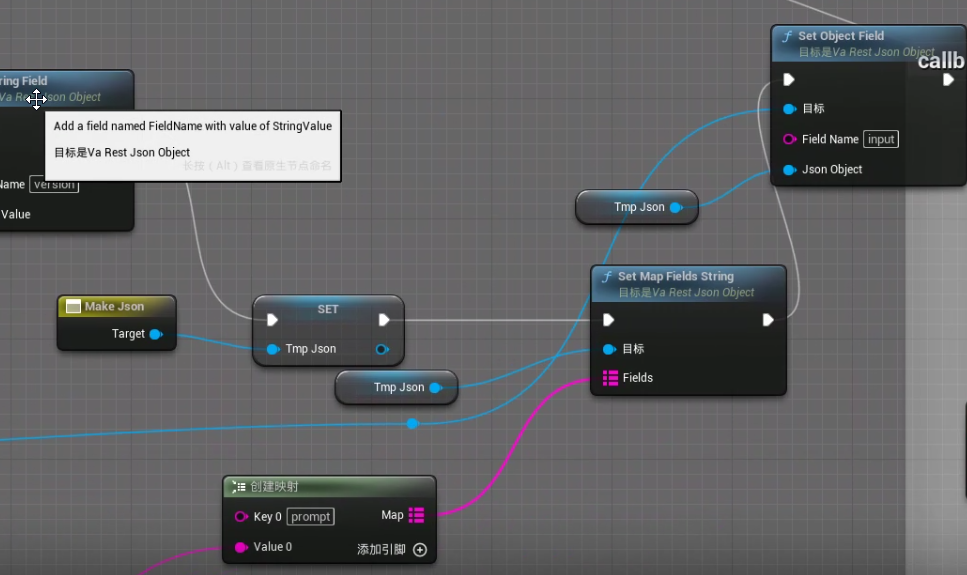 Set Object Field
目标是Va Rest Json Object
callb
目标
Field Name input
Json Object
ring Field
Va Rest Json Object
Add a field named FieldName with value of StringValue
目标是Va Rest Json Object
长按（Alt）查看原生节点命名
Name version
Value
Tmp Json
Set Map Fields String
目标是Va Rest Json Object
目标
Fields
Make Json
Target
SET
Tmp Json
Tmp Json
创建映射
Key 0 prompt
Map
Value 0
添加引脚